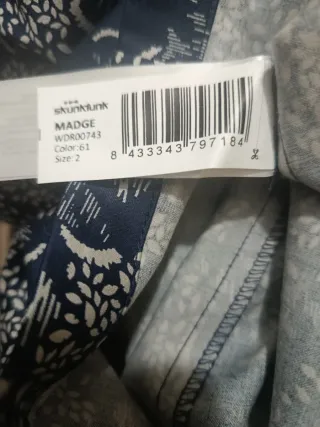 skunkfunk
MADGE
WDR00743
Color:61
Size:2
8 433343 797184